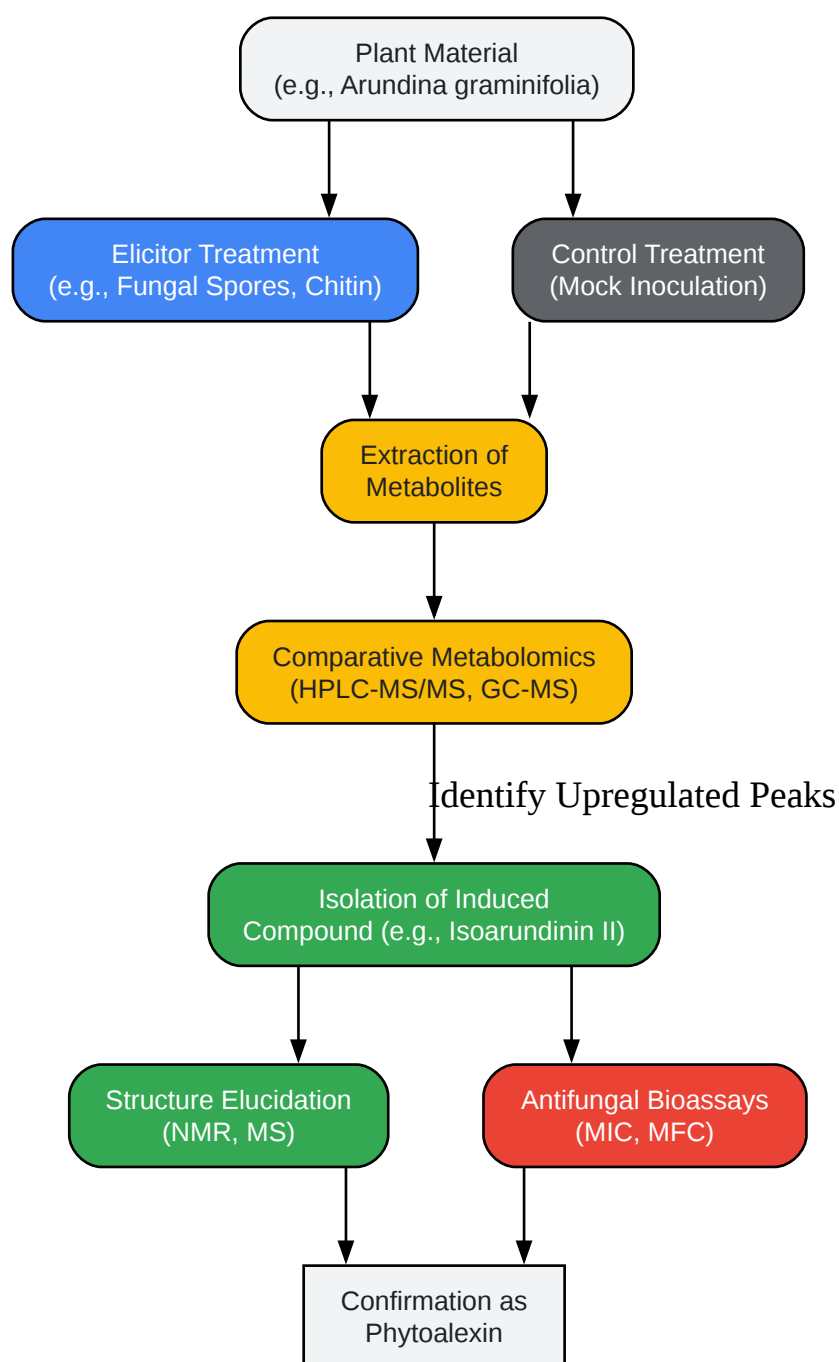 Plant Material
(e.g., Arundina graminifolia)
Elicitor Treatment
(e.g., Fungal Spores, Chitin)
Control Treatment
(Mock Inoculation)
Extraction of
Metabolites
Comparative Metabolomics
(HPLC-MS/MS, GC-MS)
Identify Upregulated Peaks
Isolation of Induced
Compound (e.g., Isoarundinin II)
Structure Elucidation
(NMR, MS)
Antifungal Bioassays
(MIC, MFC)
Confirmation as
Phytoalexin